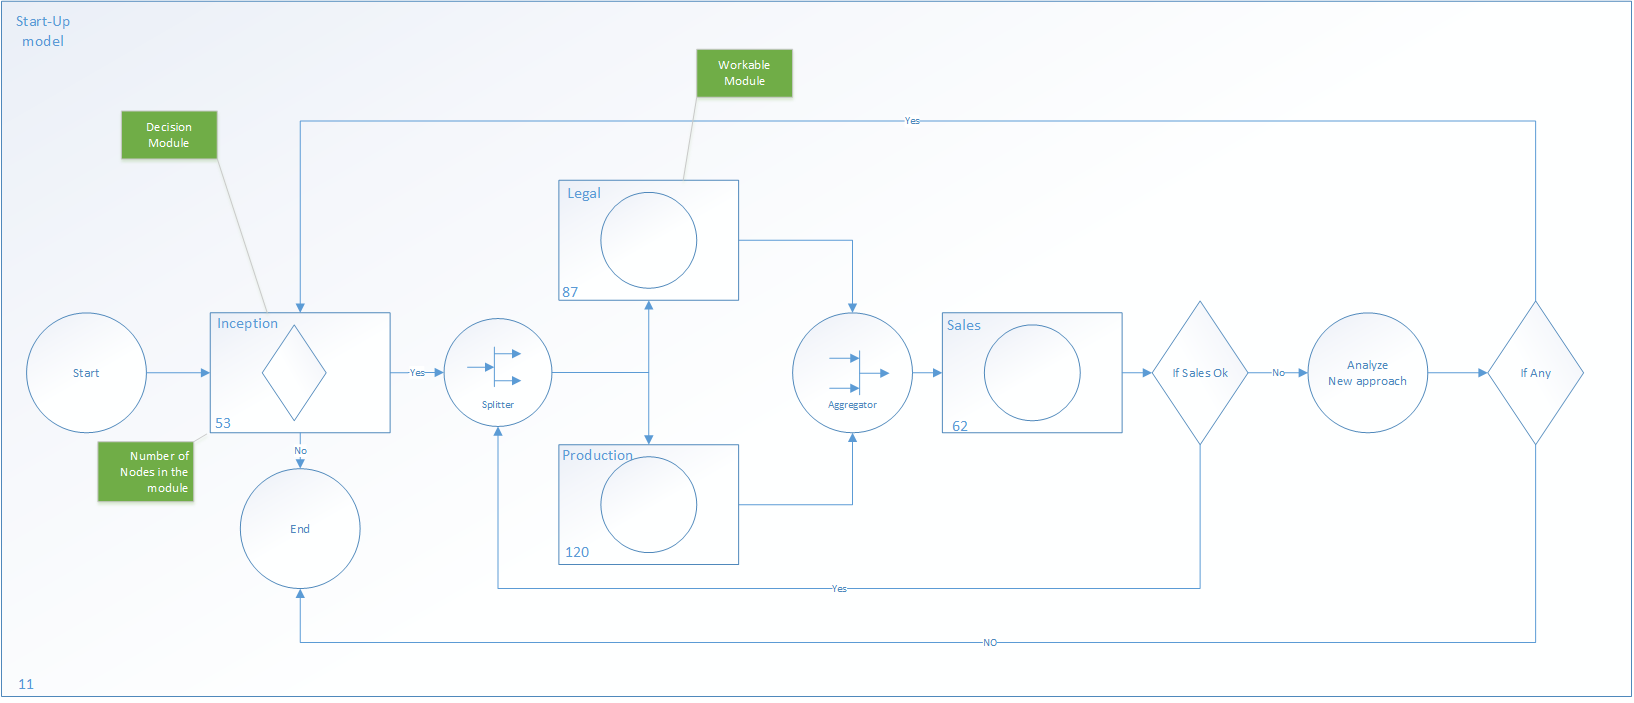 Start-Up
model
Workable
Module
Decision
Module
Yes
Legal
87
Inception
53
Start
Yes
Splitter
Aggregator
Sales
62
If Sales Ok
No
Analyze
New approach
If Any
Number of
Nodes in the
module
No
End
Production
120
Yes
NO
11